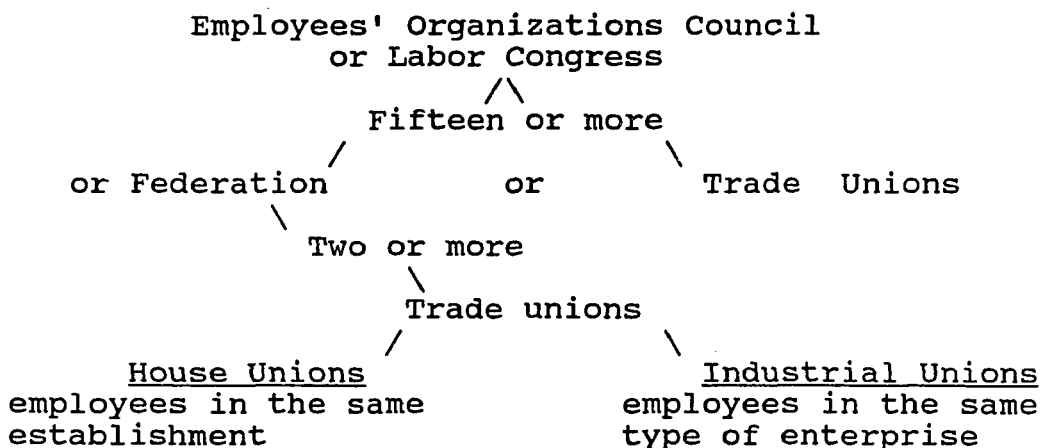 Employees' Organizations Council
or Labor Congress
Fifteen or more
or Federation or Trade Unions
Two or more
Trade unions
House Unions Industrial Unions
employees in the same employees in the same
establishment type of enterprise